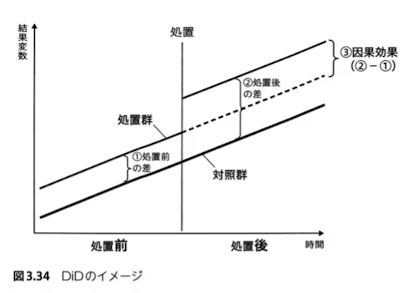 結果変数
処置
③因果効果
(②－①)
②処置後
の差
処置群
①処置前
の差
対照群
処置前
処置後
時間
図3.34 DiDのイメージ